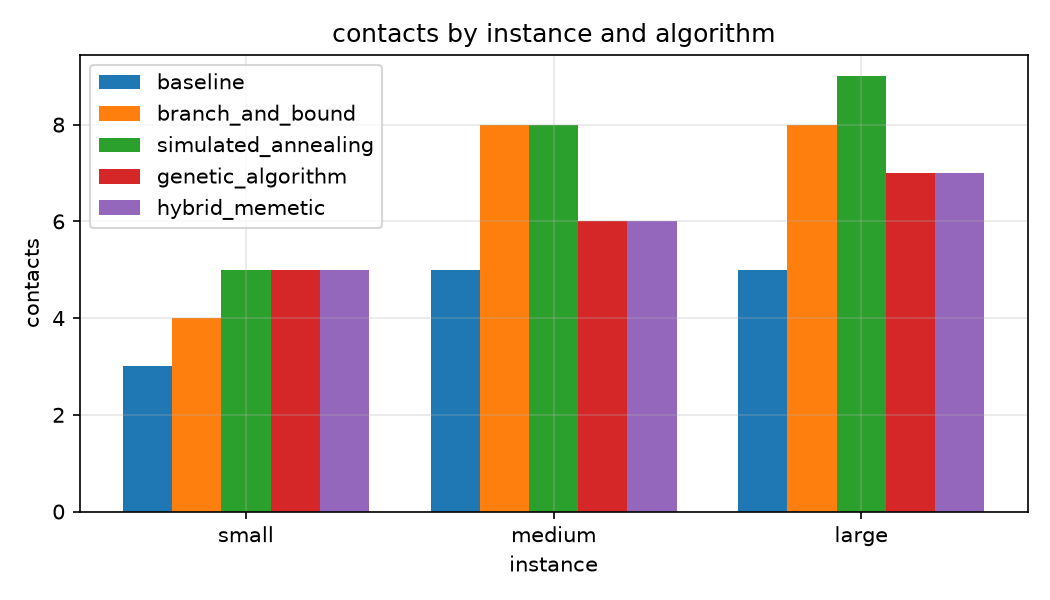 contacts by instance and algorithm
baseline
branch_and_bound
simulated_annealing
genetic_algorithm
hybrid_memetic
contacts
8
6
4
2
0
small medium large
instance